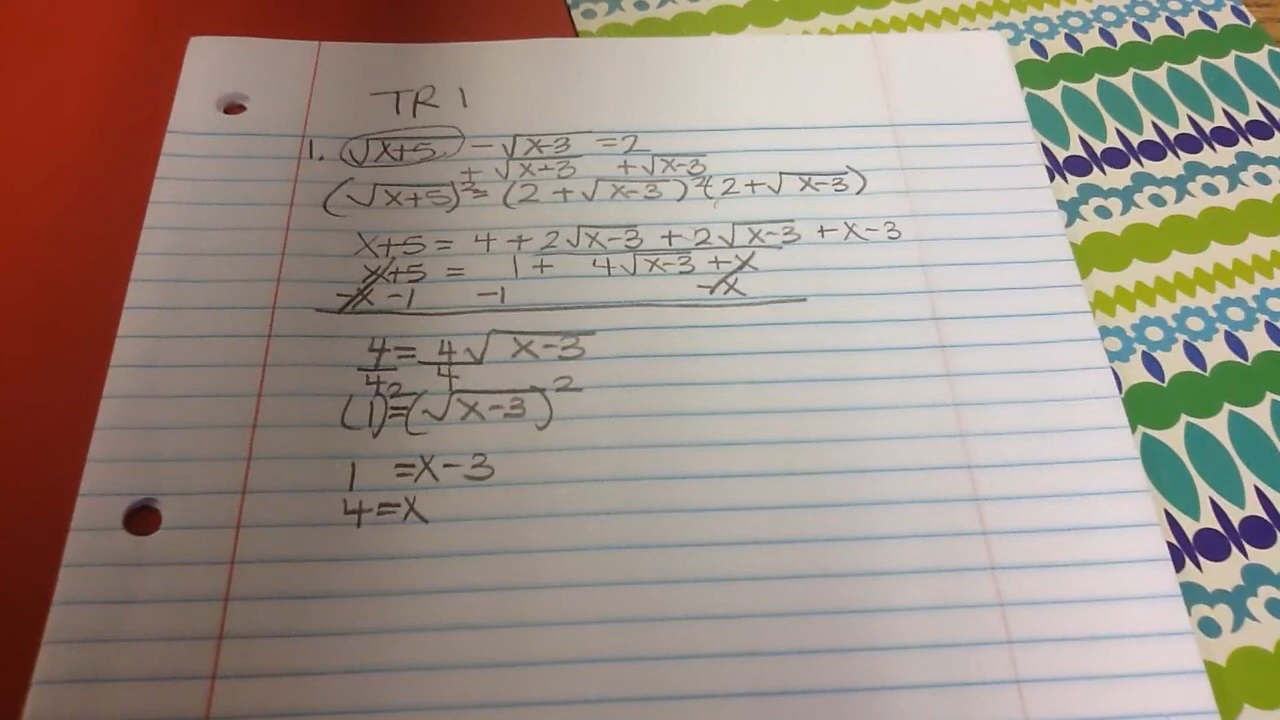 TR 1
1. √x+5 - √x-3 = 2
+ √x-3 +√x-3
(√x+5)² = (2+√x-3)²(2+√x-3)
x+5 = 4 + 2√x-3 + 2√x-3 + x-3
x+5 = 1 + 4√x-3 + x
-x -1 -1 -x
4 = 4√x-3
4 4
(1)² = (√x-3)²
1 = x-3
4 = x